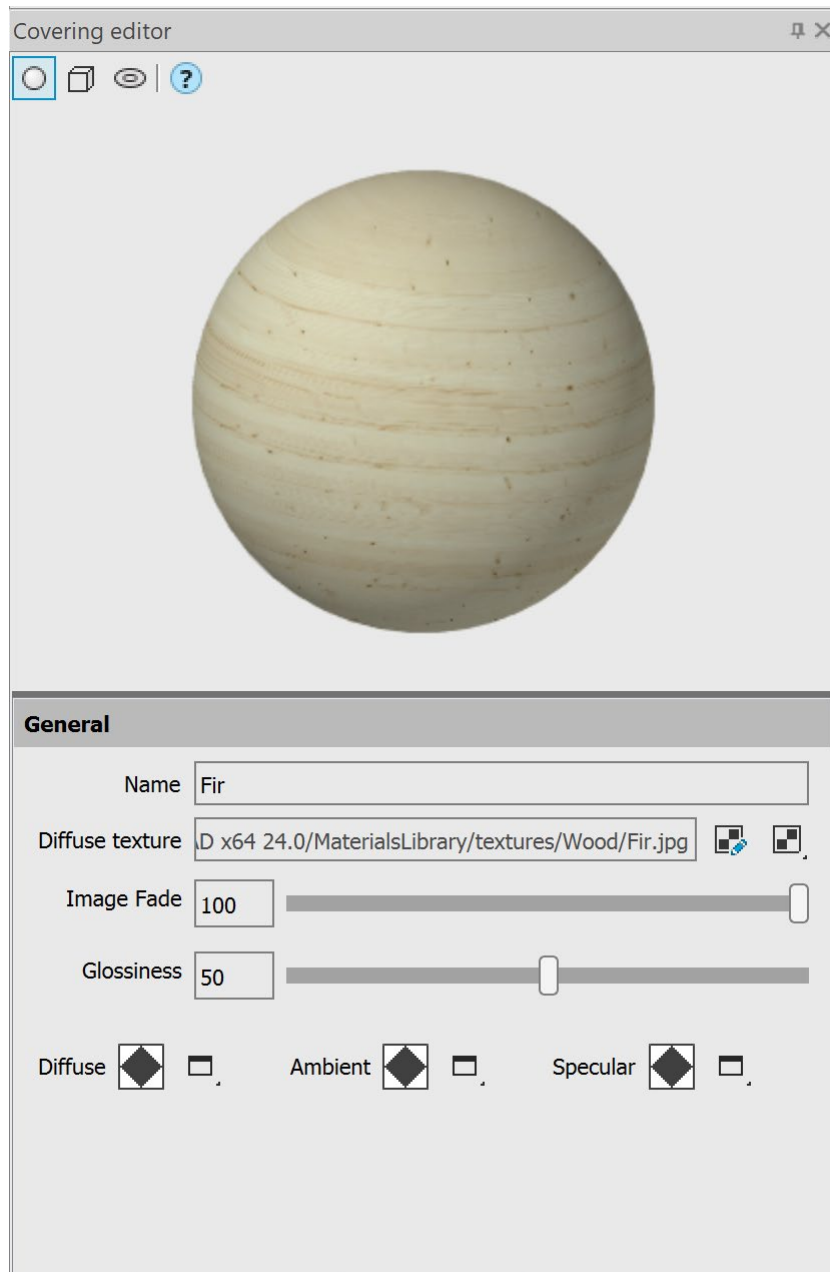 Covering editor
?
General
Name Fir
Diffuse texture D x64 24.0/MaterialsLibrary/textures/Wood/Fir.jpg
Image Fade 100
Glossiness 50
Diffuse Ambient Specular